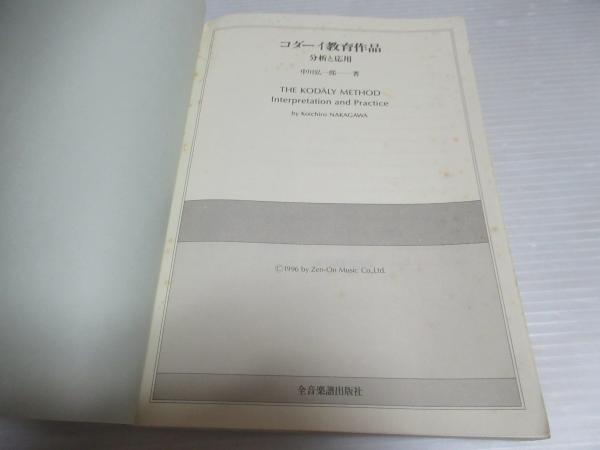 コダーイ教育作品
分析と応用
中川弘一郎──著
THE KODÁLY METHOD
Interpretation and Practice
by Koichiro NAKAGAWA
©1996 by Zen-On Music Co., Ltd.
全音楽譜出版社